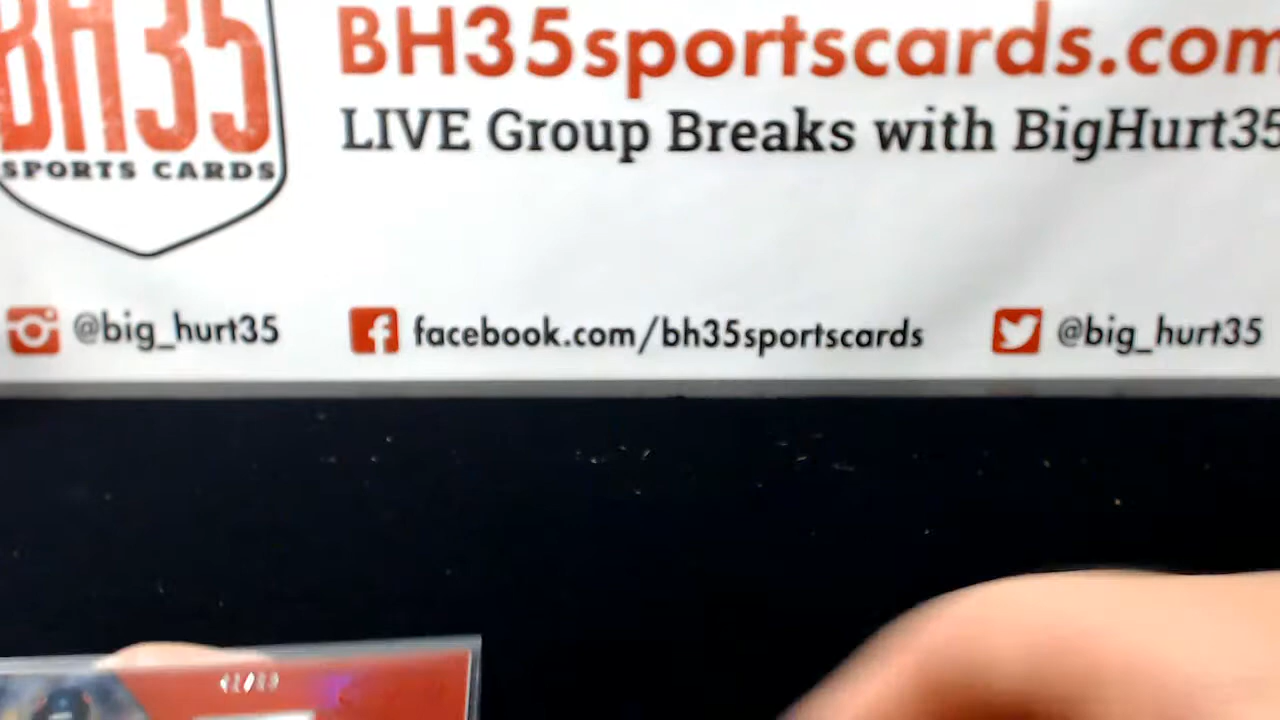 BH35
SPORTS CARDS
BH35sportscards.com
LIVE Group Breaks with BigHurt35
@big_hurt35
facebook.com/bh35sportscards
@big_hurt35